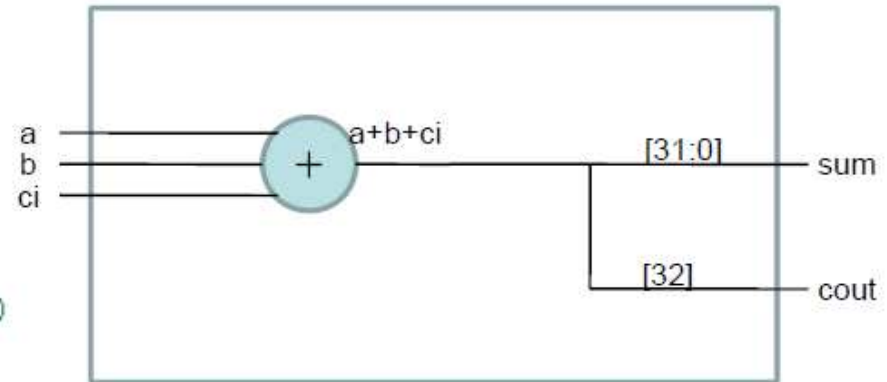 a
b
ci
+
a+b+ci
[31:0]
sum
[32]
cout
)